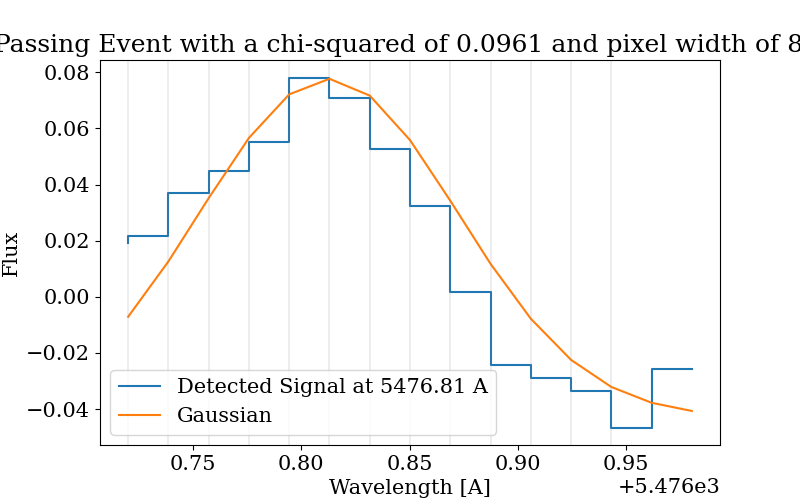 Passing Event with a chi-squared of 0.0961 and pixel width of 8
0.08
0.06
0.04
0.02
0.00
−0.02
−0.04
Flux
Detected Signal at 5476.81 A
Gaussian
0.75 0.80 0.85 0.90 0.95
+5.476e3
Wavelength [A]